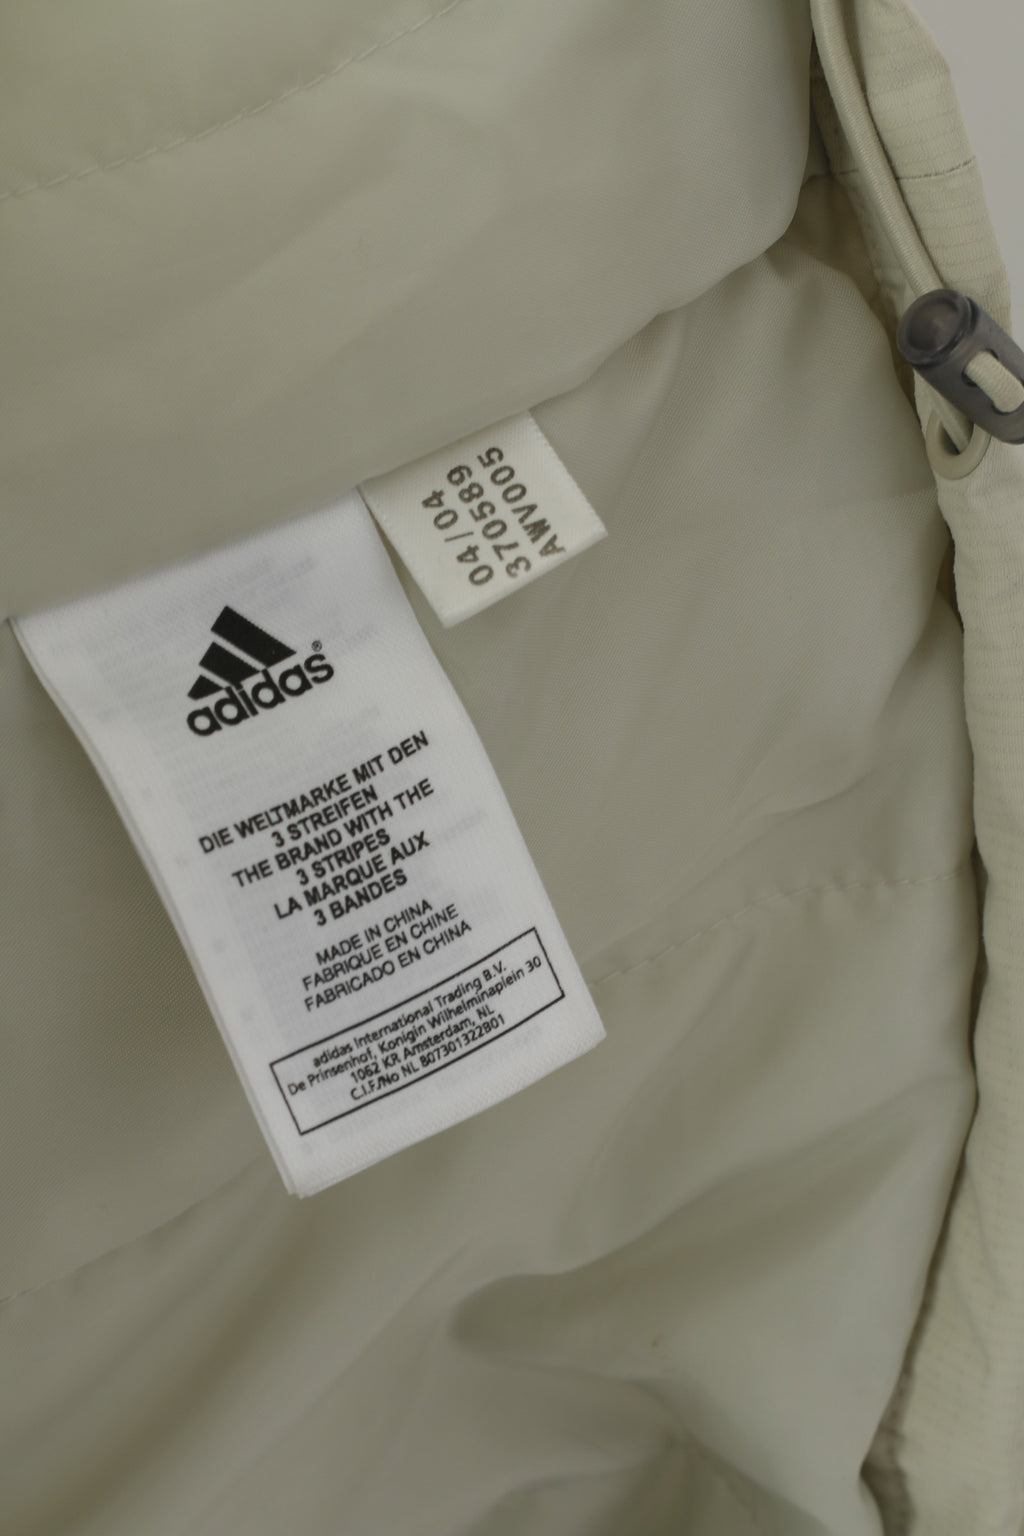 adidas®
DIE WELTMARKE MIT DEN
3 STREIFEN
THE BRAND WITH THE
3 STRIPES
LA MARQUE AUX
3 BANDES
MADE IN CHINA
FABRIQUE EN CHINE
FABRICADO EN CHINA
adidas International Trading B.V.
De Prinsenhof, Konigin Wilhelminaplein 30
1062 KR Amsterdam, NL
C.I.F./No NL 807301322B01
04/04
370589
AWV005